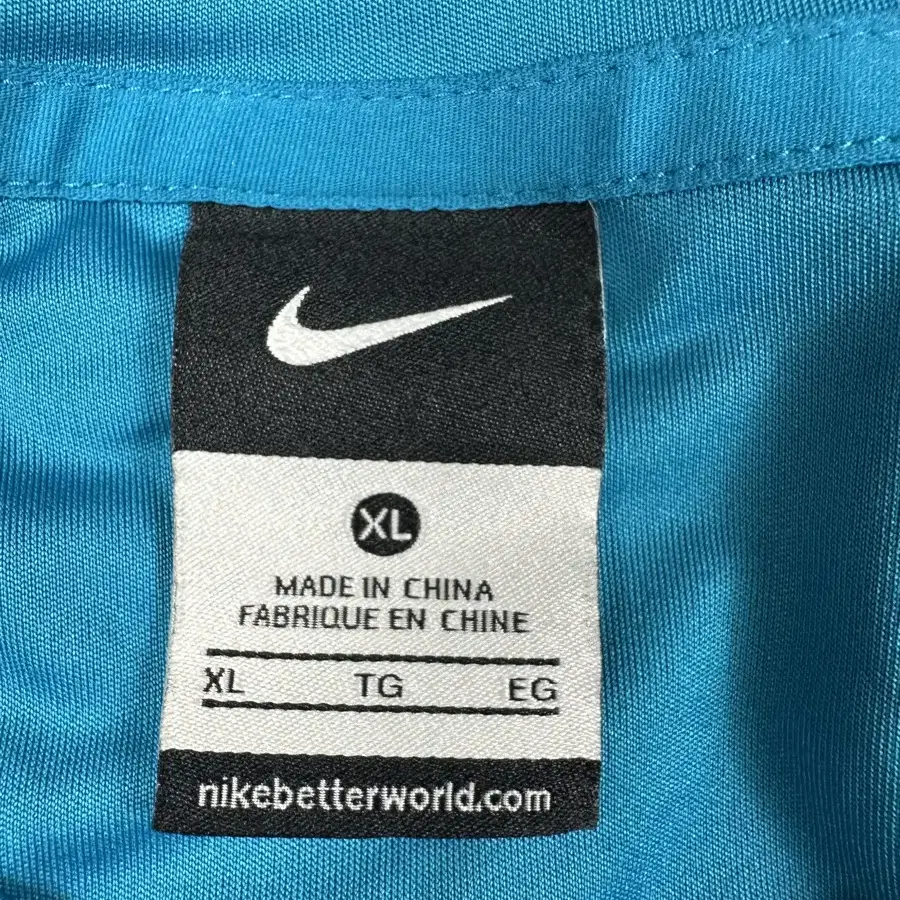 XL
MADE IN CHINA
FABRIQUE EN CHINE
XL TG EG
nikebetterworld.com